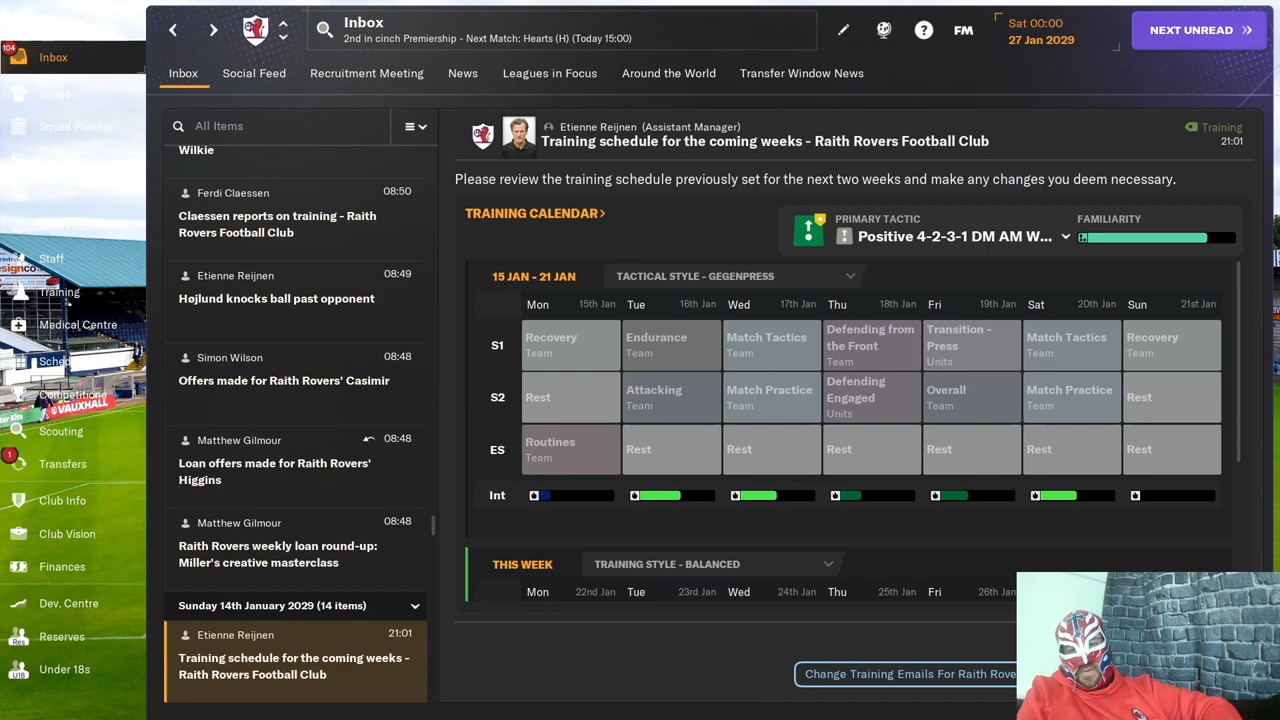 Inbox
2nd in cinch Premiership - Next Match: Hearts (H) (Today 15:00)
?
FM
Sat 00:00
27 Jan 2029
NEXT UNREAD
104
Inbox
Squad
Squad Planner
Staff
Training
Medical Centre
Sched
Competitions
Scouting
1
Transfers
Club Info
Club Vision
Finances
Dev. Centre
Res
Reserves
U18
Under 18s
VAUXHALL
Inbox
Social Feed
Recruitment Meeting
News
Leagues in Focus
Around the World
Transfer Window News
All Items
Wilkie
Ferdi Claessen 08:50
Claessen reports on training - Raith
Rovers Football Club
Etienne Reijnen 08:49
Højlund knocks ball past opponent
Simon Wilson 08:48
Offers made for Raith Rovers' Casimir
Matthew Gilmour 08:48
Loan offers made for Raith Rovers'
Higgins
Matthew Gilmour 08:48
Raith Rovers weekly loan round-up:
Miller's creative masterclass
Sunday 14th January 2029 (14 items)
Etienne Reijnen 21:01
Training schedule for the coming weeks -
Raith Rovers Football Club
Etienne Reijnen (Assistant Manager)
Training schedule for the coming weeks - Raith Rovers Football Club
Training
21:01
Please review the training schedule previously set for the next two weeks and make any changes you deem necessary.
TRAINING CALENDAR>
PRIMARY TACTIC
Positive 4-2-3-1 DM AM W...
FAMILIARITY
15 JAN - 21 JAN
TACTICAL STYLE - GEGENPRESS
Mon 15th Jan Tue 16th Jan Wed 17th Jan Thu 18th Jan Fri 19th Jan Sat 20th Jan Sun 21st Jan
S1
Recovery
Team
Endurance
Team
Match Tactics
Team
Defending from
the Front
Team
Transition -
Press
Units
Match Tactics
Team
Recovery
Team
S2
Rest
Attacking
Team
Match Practice
Team
Defending
Engaged
Units
Overall
Team
Match Practice
Team
Rest
ES
Routines
Team
Rest
Rest
Rest
Rest
Rest
Rest
Int
THIS WEEK
TRAINING STYLE - BALANCED
Mon 22nd Jan Tue 23rd Jan Wed 24th Jan Thu 25th Jan Fri 26th Jan
Change Training Emails For Raith Rove